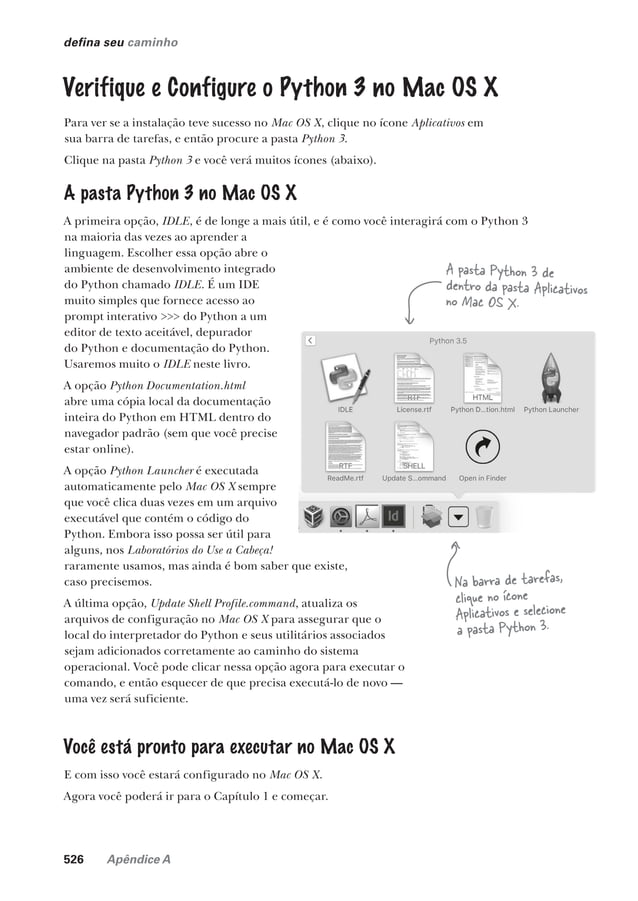 defina seu caminho
Verifique e Configure o Python 3 no Mac OS X
Para ver se a instalação teve sucesso no Mac OS X, clique no ícone Aplicativos em
sua barra de tarefas, e então procure a pasta Python 3.
Clique na pasta Python 3 e você verá muitos ícones (abaixo).
A pasta Python 3 no Mac OS X
A primeira opção, IDLE, é de longe a mais útil, e é como você interagirá com o Python 3
na maioria das vezes ao aprender a
linguagem. Escolher essa opção abre o
ambiente de desenvolvimento integrado
do Python chamado IDLE. É um IDE
muito simples que fornece acesso ao
prompt interativo >>> do Python a um
editor de texto aceitável, depurador
do Python e documentação do Python.
Usaremos muito o IDLE neste livro.
A opção Python Documentation.html
abre uma cópia local da documentação
inteira do Python em HTML dentro do
navegador padrão (sem que você precise
estar online).
A opção Python Launcher é executada
automaticamente pelo Mac OS X sempre
que você clica duas vezes em um arquivo
executável que contém o código do
Python. Embora isso possa ser útil para
alguns, nos Laboratórios do Use a Cabeça!
raramente usamos, mas ainda é bom saber que existe,
caso precisemos.
A última opção, Update Shell Profile.command, atualiza os
arquivos de configuração no Mac OS X para assegurar que o
local do interpretador do Python e seus utilitários associados
sejam adicionados corretamente ao caminho do sistema
operacional. Você pode clicar nessa opção agora para executar o
comando, e então esquecer de que precisa executá-lo de novo —
uma vez será suficiente.
A pasta Python 3 de
dentro da pasta Aplicativos
no Mac OS X.
Python 3.5
RTF
HTML
IDLE
License.rtf
Python D...tion.html
Python Launcher
RTF
SHELL
ReadMe.rtf
Update S...ommand
Open in Finder
Id
Na barra de tarefas,
clique no ícone
Aplicativos e selecione
a pasta Python 3.
Você está pronto para executar no Mac OS X
E com isso você estará configurado no Mac OS X.
Agora você poderá ir para o Capítulo 1 e começar.
526 Apêndice A